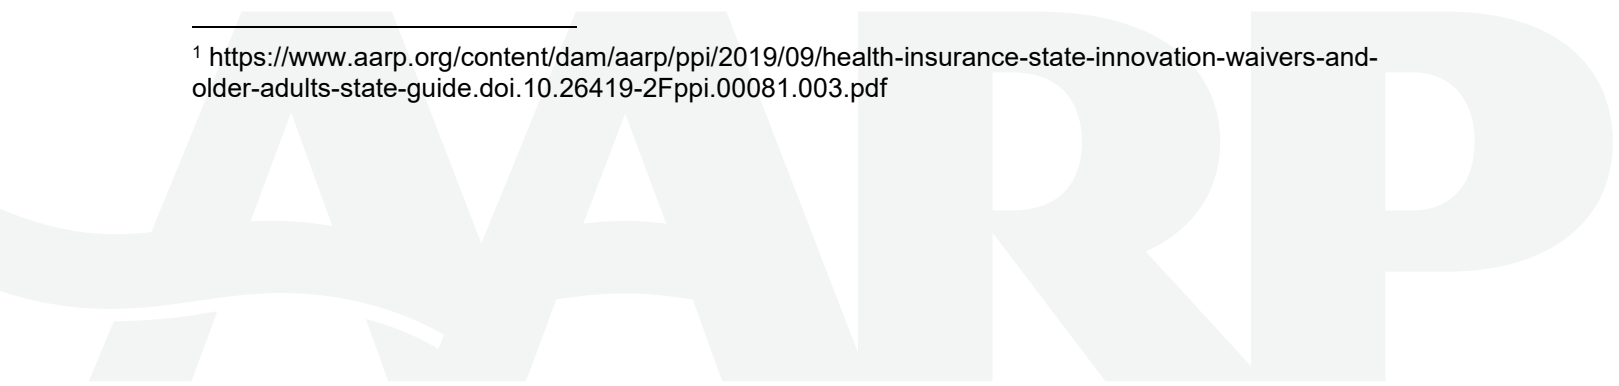 ¹ https://www.aarp.org/content/dam/aarp/ppi/2019/09/health-insurance-state-innovation-waivers-and-
older-adults-state-guide.doi.10.26419-2Fppi.00081.003.pdf
AARP